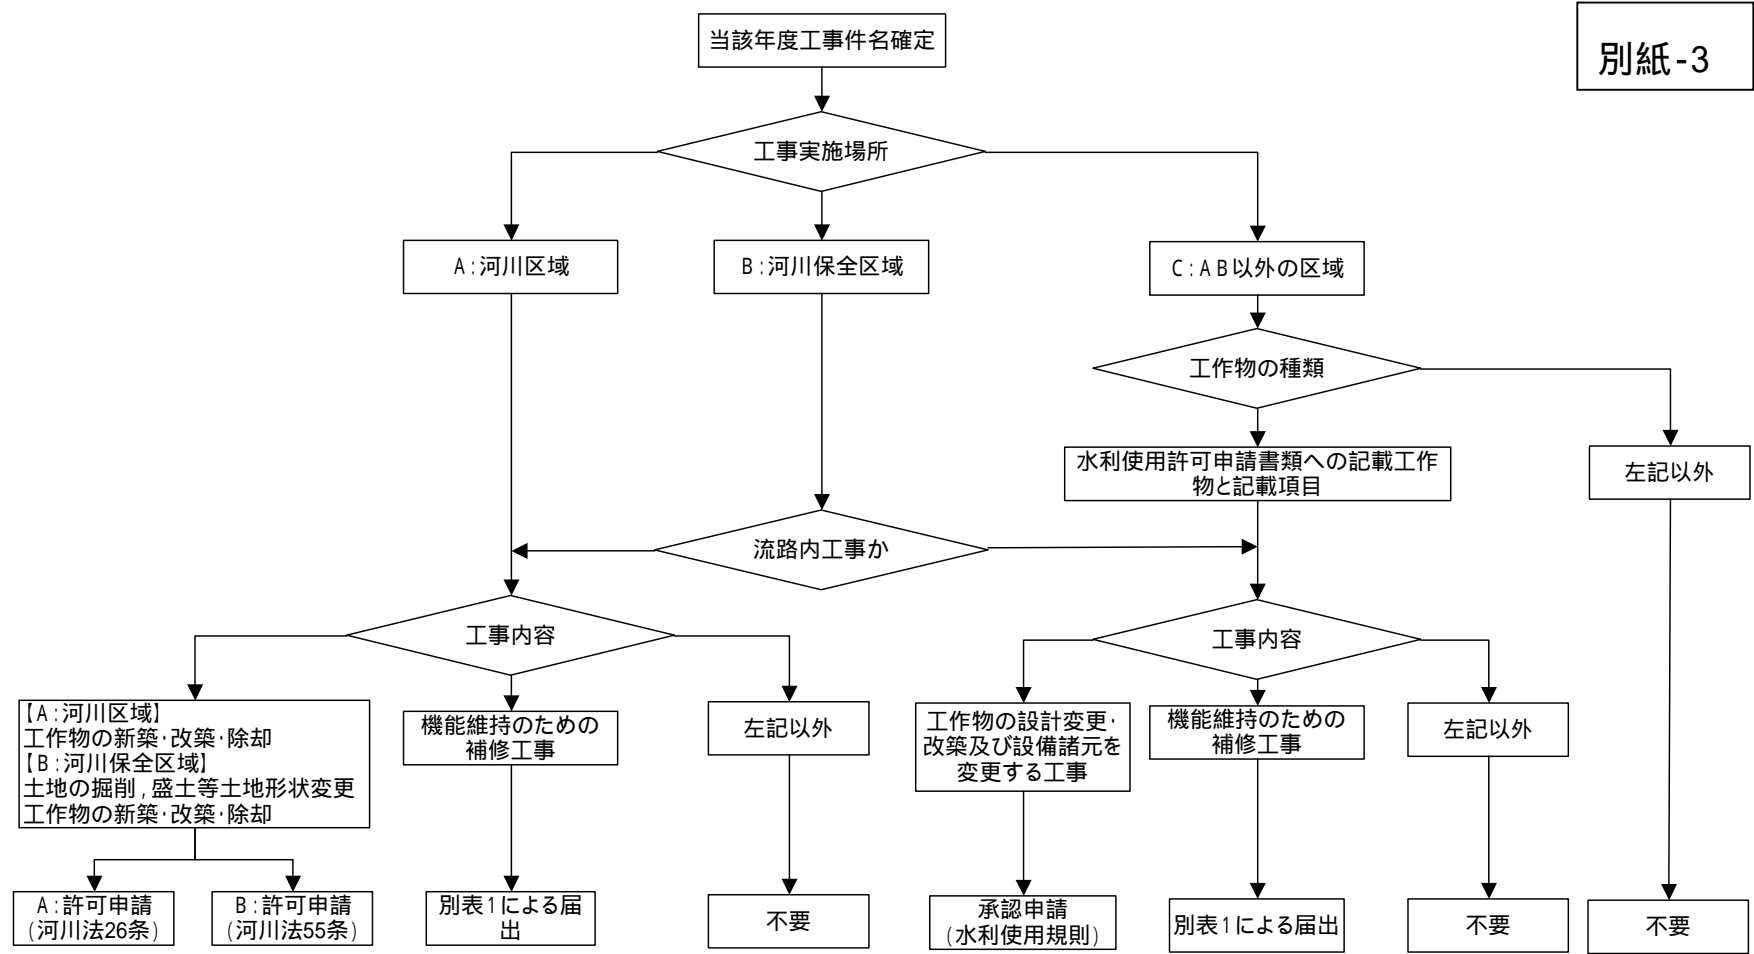 別紙-3
当該年度工事件名確定
工事実施場所
A:河川区域
B:河川保全区域
C:AB以外の区域
工作物の種類
水利使用許可申請書類への記載工作
物と記載項目
左記以外
流路内工事か
工事内容
工事内容
【A:河川区域】
工作物の新築・改築・除却
【B:河川保全区域】
土地の掘削,盛土等土地形状変更
工作物の新築・改築・除却
機能維持のための
補修工事
左記以外
工作物の設計変更・
改築及び設備諸元を
変更する工事
機能維持のための
補修工事
左記以外
A:許可申請
(河川法26条)
B:許可申請
(河川法55条)
別表1による届
出
不要
承認申請
(水利使用規則)
別表1による届出
不要
不要